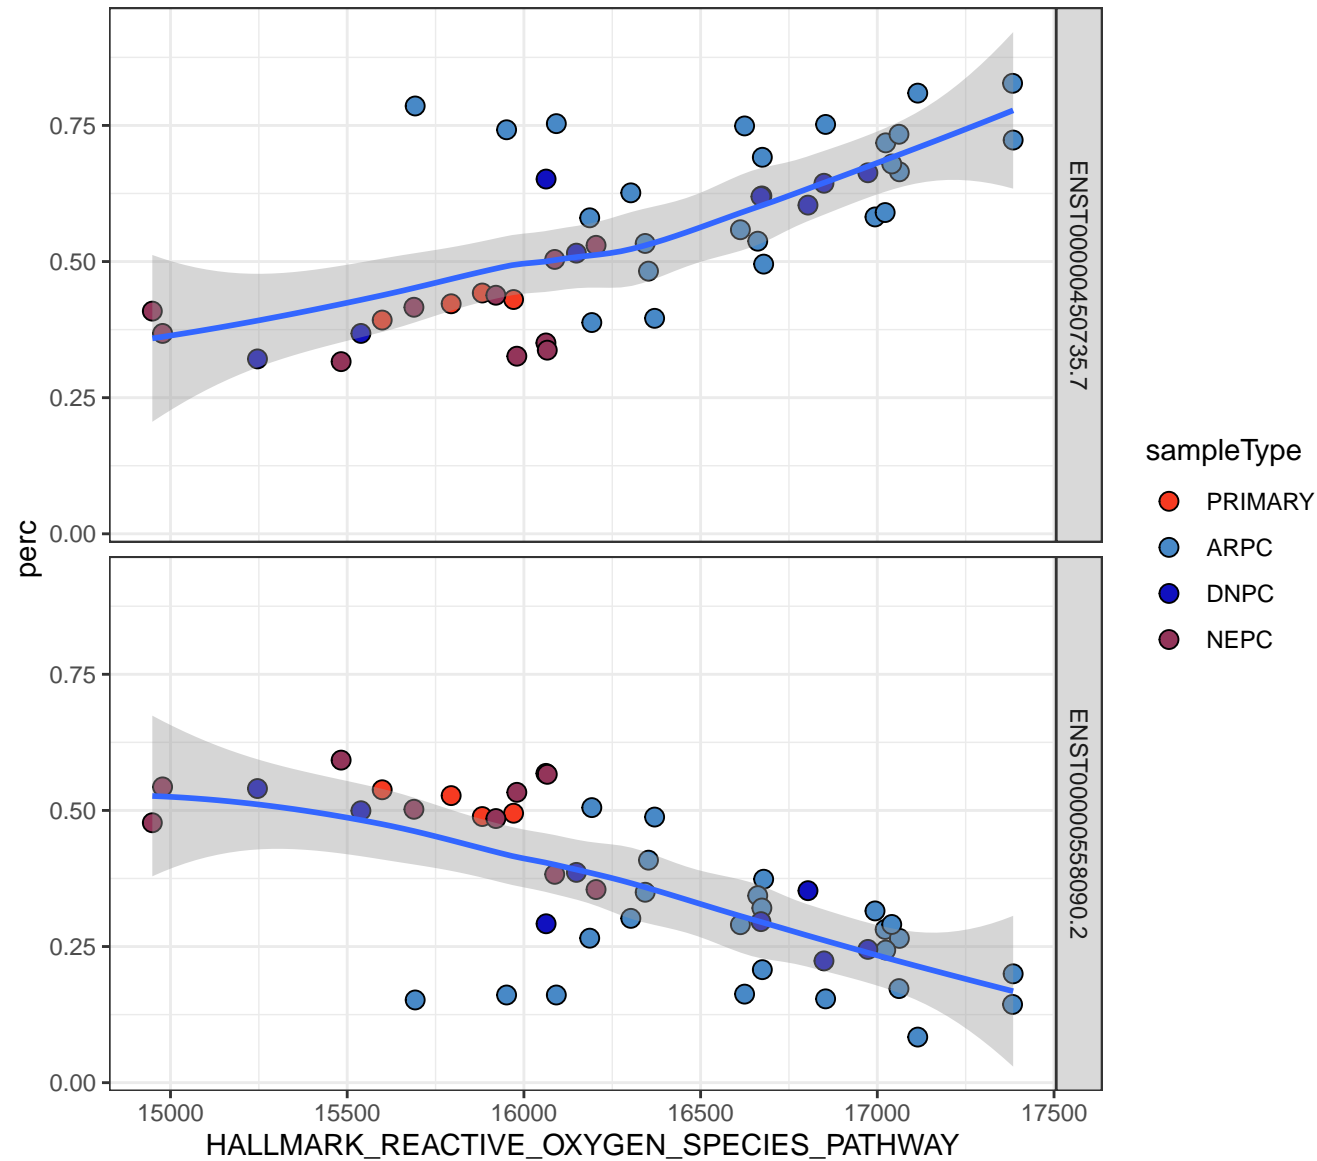 0.75
0.50
0.25
0.00
ENST00000450735.7
perc
0.75
0.50
0.25
0.00
ENST00000558090.2
15000 15500 16000 16500 17000 17500
HALLMARK_REACTIVE_OXYGEN_SPECIES_PATHWAY
sampleType
PRIMARY
ARPC
DNPC
NEPC